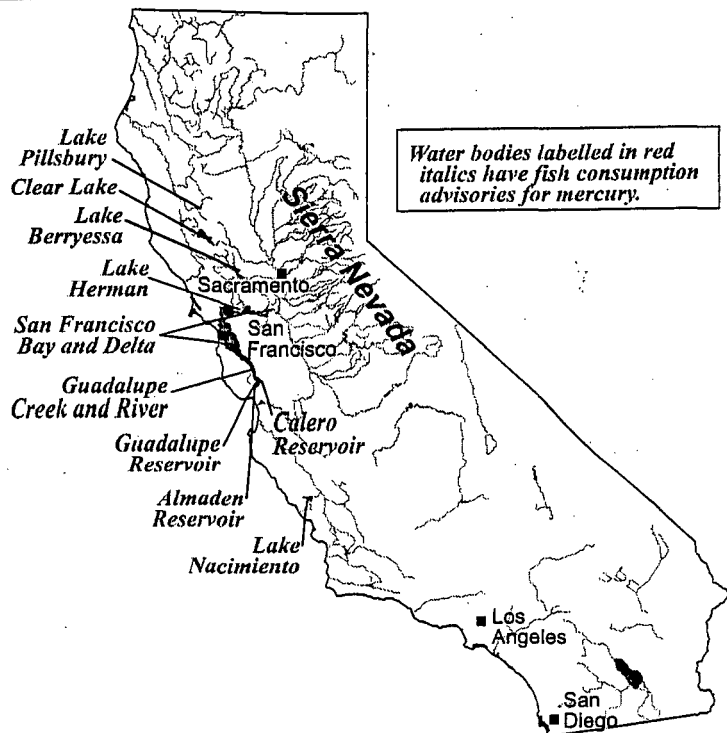 Lake
Pillsbury
Clear Lake
Lake
Berryessa
Lake
Herman
San Francisco
Bay and Delta
Guadalupe
Creek and River
Guadalupe
Reservoir
Almaden
Reservoir
Lake
Nacimiento
Calero
Reservoir
Sacramento
San
Francisco
Sierra Nevada
Water bodies labelled in red
italics have fish consumption
advisories for mercury.
Los
Angeles
San
Diego